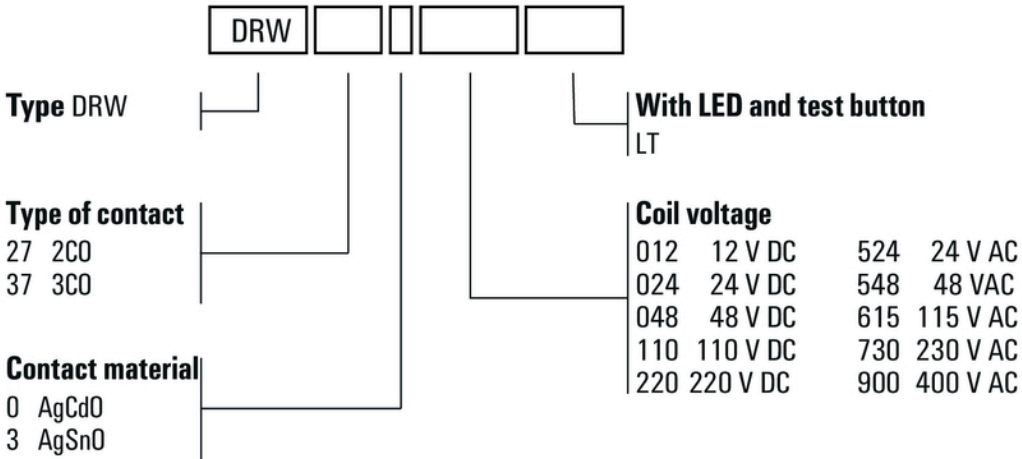 DRW
Type DRW
With LED and test button
LT
Type of contact
27 2CO
37 3CO
Coil voltage
012 12 V DC 524 24 V AC
024 24 V DC 548 48 VAC
048 48 V DC 615 115 V AC
110 110 V DC 730 230 V AC
220 220 V DC 900 400 V AC
Contact material
0 AgCdO
3 AgSnO